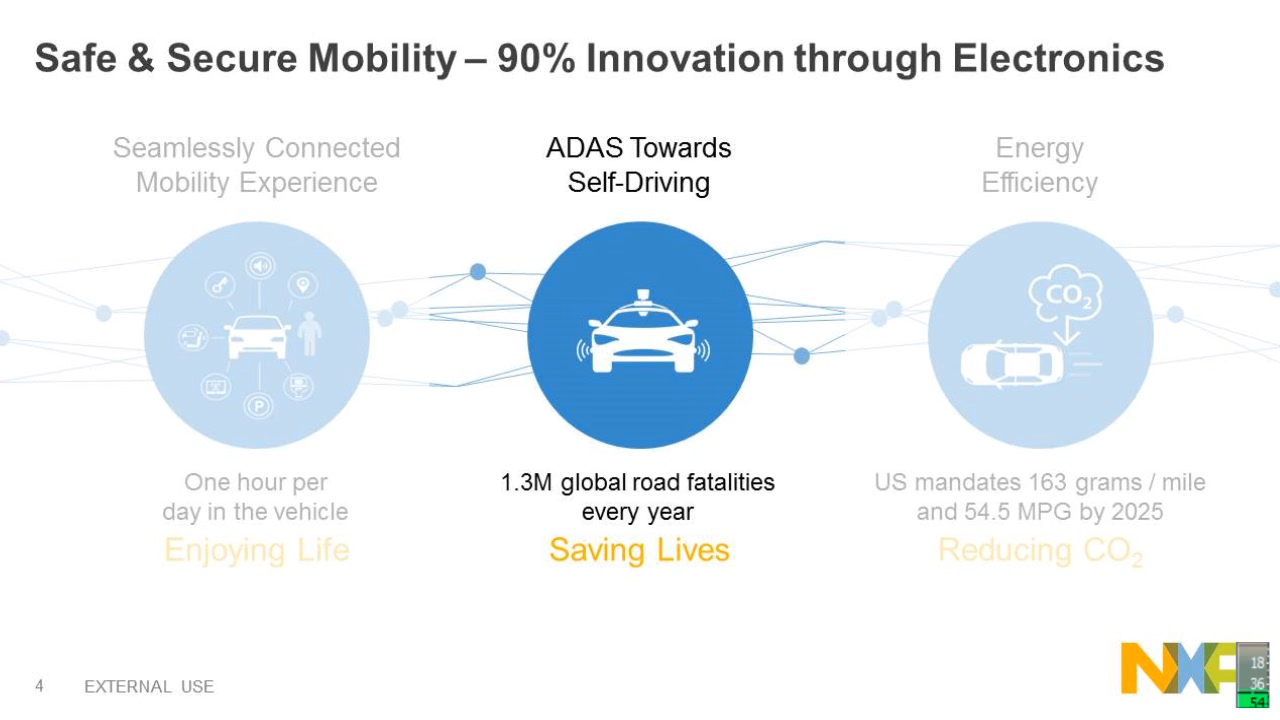 Safe & Secure Mobility – 90% Innovation through Electronics
Seamlessly Connected
Mobility Experience
ADAS Towards
Self-Driving
Energy
Efficiency
P
CO2
One hour per
day in the vehicle
Enjoying Life
1.3M global road fatalities
every year
Saving Lives
US mandates 163 grams / mile
and 54.5 MPG by 2025
Reducing CO2
4
EXTERNAL USE
NXP
18
36
54